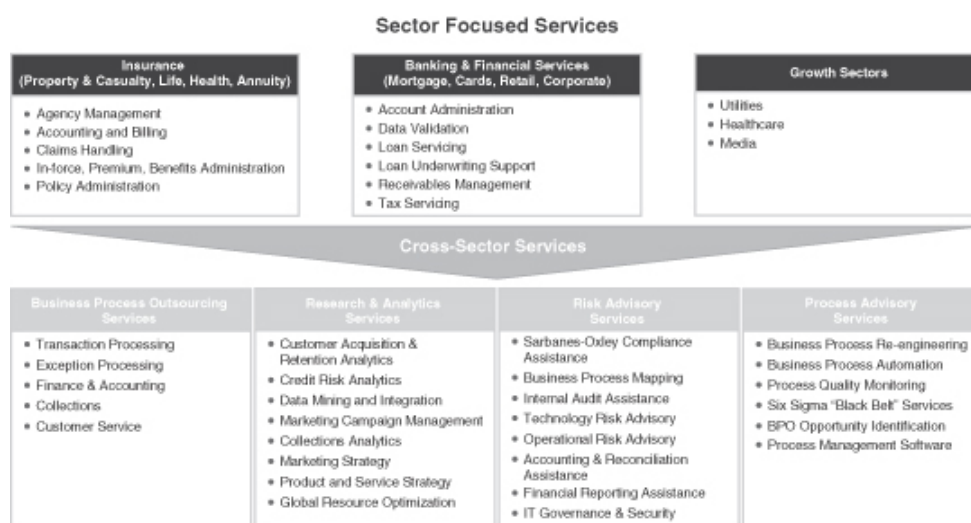 Sector Focused Services
Insurance
(Property & Casualty, Life, Health, Annuity)
• Agency Management
• Accounting and Billing
• Claims Handling
• In-force, Premium, Benefits Administration
• Policy Administration
Banking & Financial Services
(Mortgage, Cards, Retail, Corporate)
• Account Administration
• Data Validation
• Loan Servicing
• Loan Underwriting Support
• Receivables Management
• Tax Servicing
Growth Sectors
• Utilities
• Healthcare
• Media
Cross-Sector Services
Business Process Outsourcing
Services
• Transaction Processing
• Exception Processing
• Finance & Accounting
• Collections
• Customer Service
Research & Analytics
Services
• Customer Acquisition &
Retention Analytics
• Credit Risk Analytics
• Data Mining and Integration
• Marketing Campaign Management
• Collections Analytics
• Marketing Strategy
• Product and Service Strategy
• Global Resource Optimization
Risk Advisory
Services
• Sarbanes-Oxley Compliance
Assistance
• Business Process Mapping
• Internal Audit Assistance
• Technology Risk Advisory
• Operational Risk Advisory
• Accounting & Reconciliation
Assistance
• Financial Reporting Assistance
• IT Governance & Security
Process Advisory
Services
• Business Process Re-engineering
• Business Process Automation
• Process Quality Monitoring
• Six Sigma “Black Belt” Services
• BPO Opportunity Identification
• Process Management Software